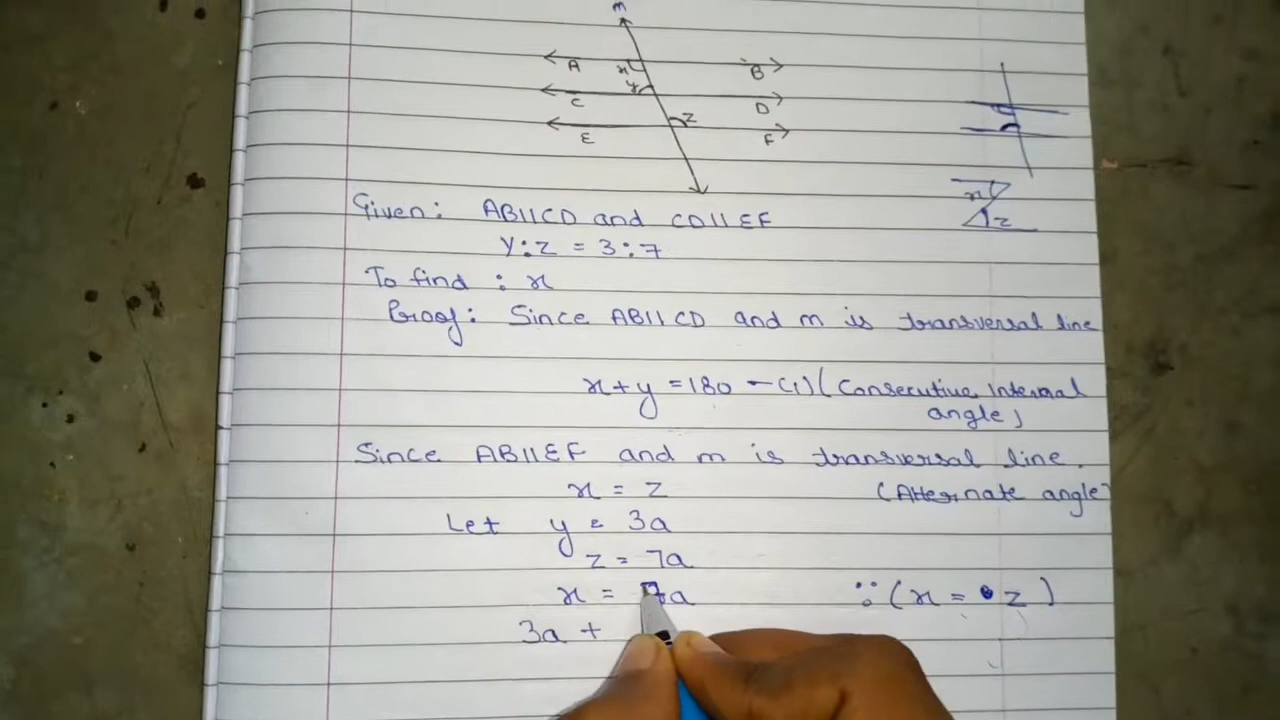 m
A x B
y
C D
z
E F
x
z
Given: AB||CD and CD||EF
y:z = 3:7
To find : x
Proof: Since AB||CD and m is transversal line
x+y = 180 - (1) (Consecutive Internal
angle)
Since AB||EF and m is transversal line.
x = z (Alternate angle)
Let y = 3a
z = 7a
x = 7a ∵ (x = z)
3a +